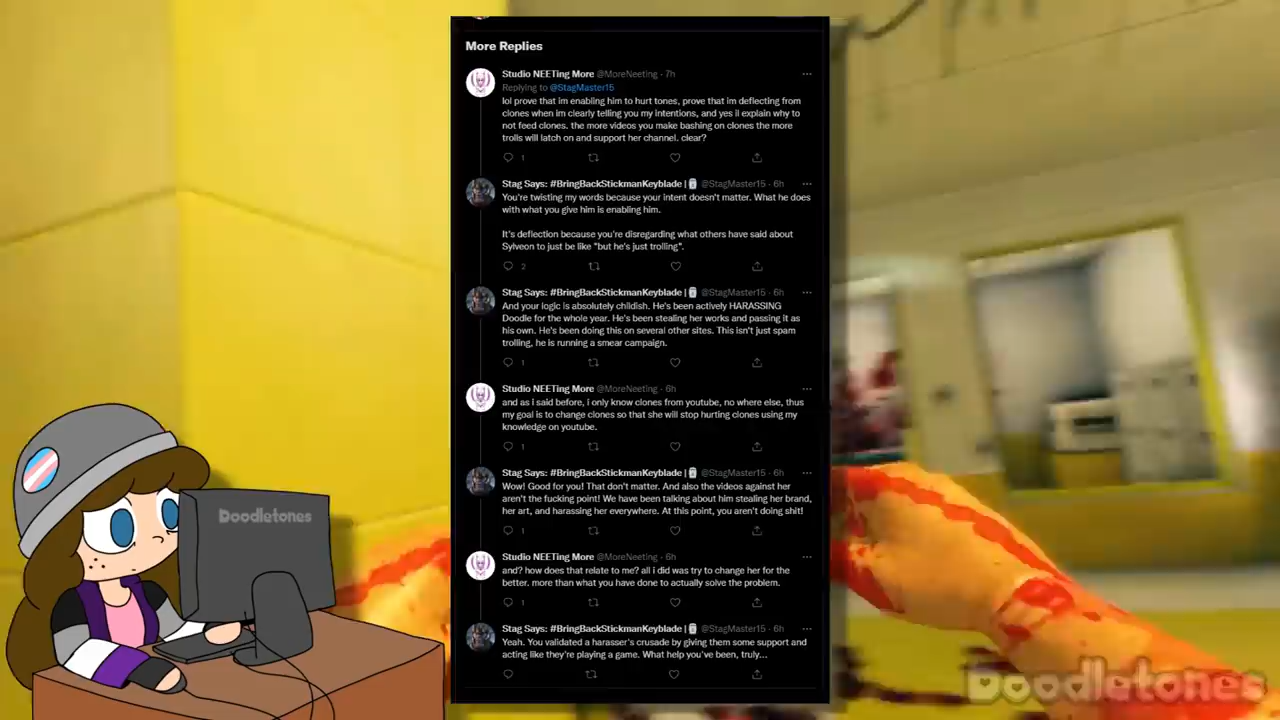 More Replies
Studio NEETing More @MoreNeeting · 7h
Replying to @StagMaster15
lol prove that im enabling him to hurt tones, prove that im deflecting from
clones when im clearly telling you my intentions, and yes il explain why to
not feed clones. the more videos you make bashing on clones the more
trolls will latch on and support her channel. clear?
1
Stag Says: #BringBackStickmanKeyblade | @StagMaster15 · 6h
You're twisting my words because your intent doesn't matter. What he does
with what you give him is enabling him.
It's deflection because you're disregarding what others have said about
Sylveon to just be like "but he's just trolling".
2
Stag Says: #BringBackStickmanKeyblade | @StagMaster15 · 6h
And your logic is absolutely childish. He's been actively HARASSING
Doodle for the whole year. He's been stealing her works and passing it as
his own. He's been doing this on several other sites. This isn't just spam
trolling, he is running a smear campaign.
1
Studio NEETing More @MoreNeeting · 6h
and as i said before, i only know clones from youtube, no where else, thus
my goal is to change clones so that she will stop hurting clones using my
knowledge on youtube.
1
Stag Says: #BringBackStickmanKeyblade | @StagMaster15 · 6h
Wow! Good for you! That don't matter. And also the videos against her
aren't the fucking point! We have been talking about him stealing her brand,
her art, and harassing her everywhere. At this point, you aren't doing shit!
1
Studio NEETing More @MoreNeeting · 6h
and? how does that relate to me? all i did was try to change her for the
better. more than what you have done to actually solve the problem.
1
Stag Says: #BringBackStickmanKeyblade | @StagMaster15 · 6h
Yeah. You validated a harasser's crusade by giving them some support and
acting like they're playing a game. What help you've been, truly...
Doodletones
Doodletones